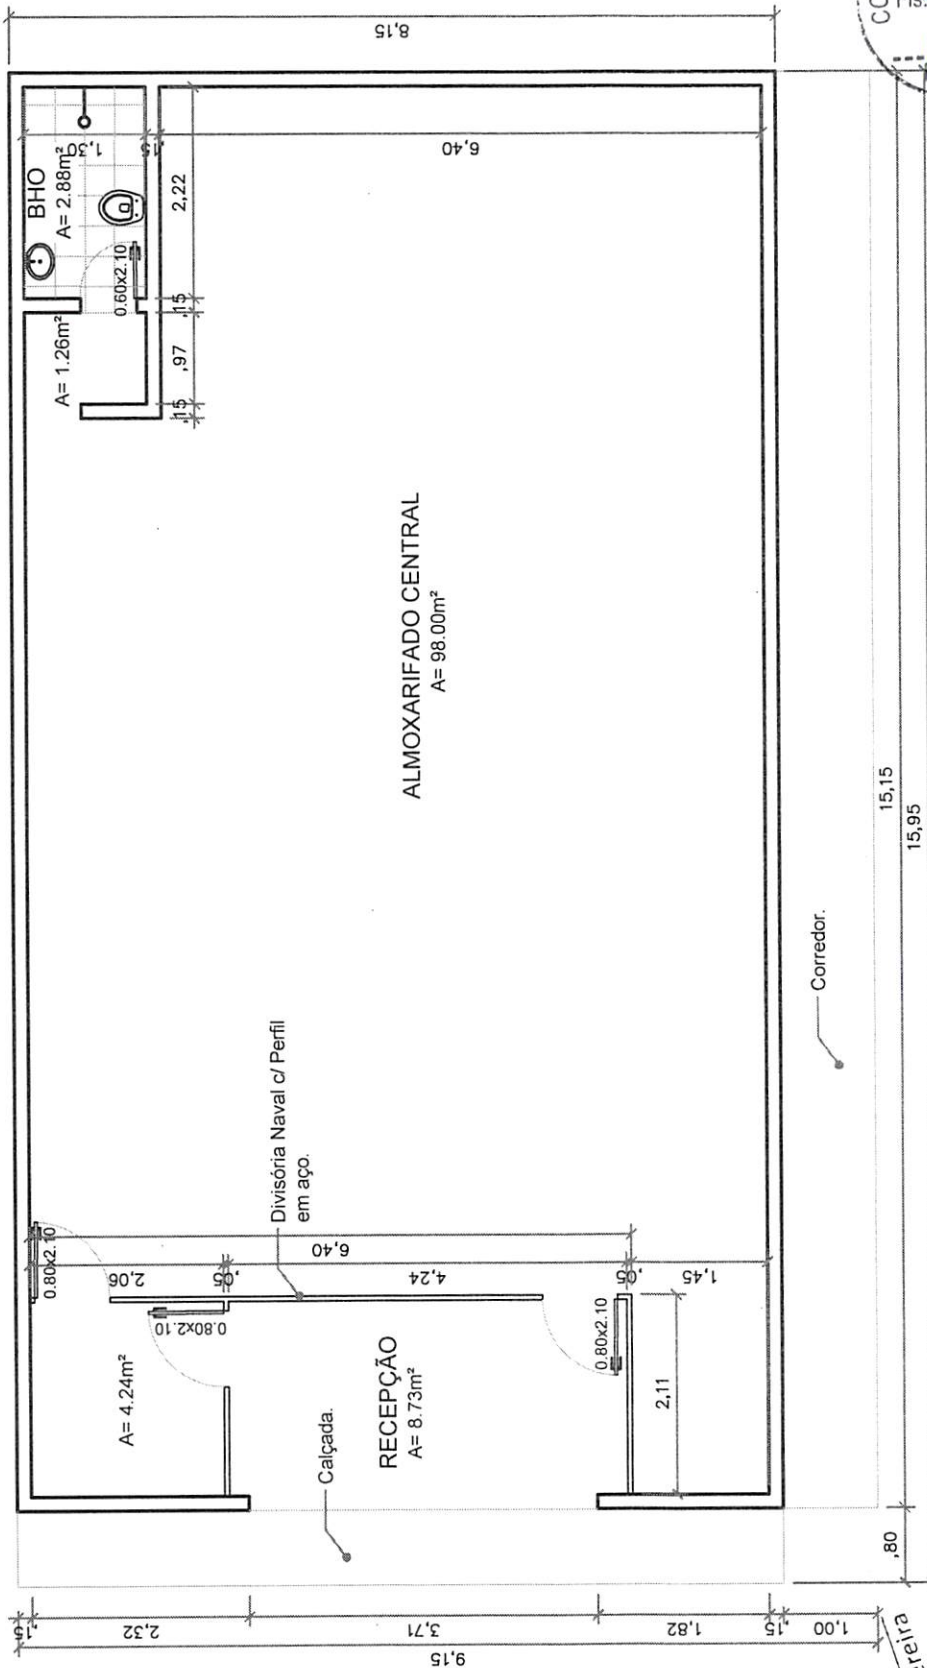 8,15
CC
Fls.
BHO
A= 2.88m²
1,30
,15
6,40
2,22
0.60x2.10
,15
A= 1.26m²
,97
,15
ALMOXARIFADO CENTRAL
A= 98.00m²
15,15
15,95
Corredor.
Divisória Naval c/ Perfil
em aço.
0.80x2.10
6,40
2,06
,05
4,24
,05
1,45
0.80x2.10
0.80x2.10
A= 4.24m²
RECEPÇÃO
A= 8.73m²
2,11
Calçada.
,80
,15
2,32
3,71
1,82
,15
1,00
9,15
reira